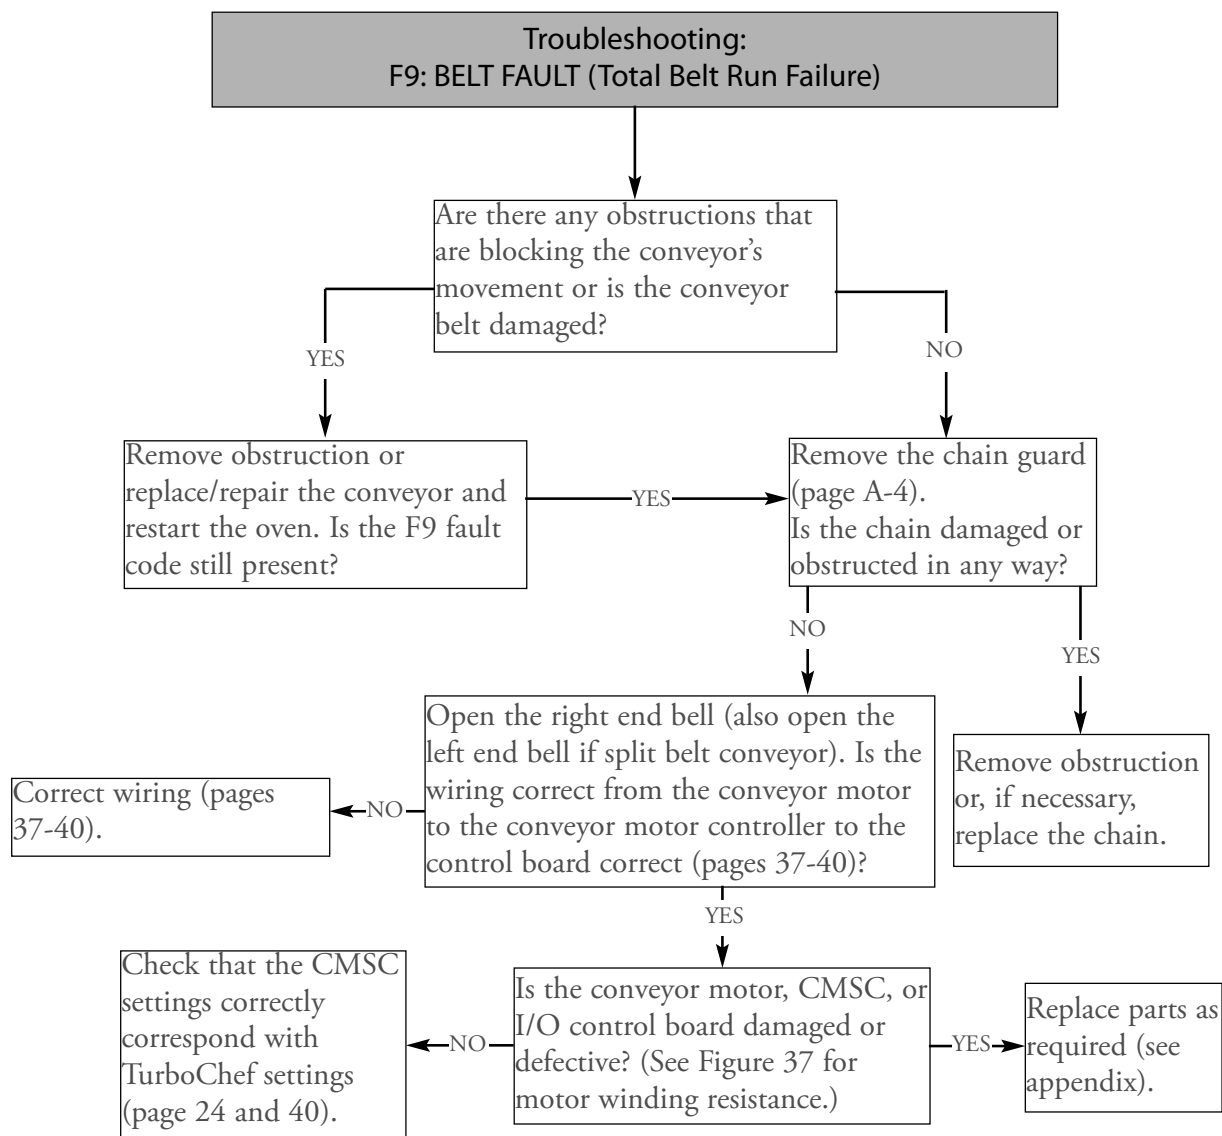 Troubleshooting:
F9: BELT FAULT (Total Belt Run Failure)
Are there any obstructions that
are blocking the conveyor’s
movement or is the conveyor
belt damaged?
YES
NO
Remove obstruction or
replace/repair the conveyor and
restart the oven. Is the F9 fault
code still present?
YES
Remove the chain guard
(page A-4).
Is the chain damaged or
obstructed in any way?
NO
YES
Open the right end bell (also open the
left end bell if split belt conveyor). Is the
wiring correct from the conveyor motor
to the conveyor motor controller to the
control board correct (pages 37-40)?
Remove obstruction
or, if necessary,
replace the chain.
NO
Correct wiring (pages
37-40).
YES
Is the conveyor motor, CMSC, or
I/O control board damaged or
defective? (See Figure 37 for
motor winding resistance.)
NO
Check that the CMSC
settings correctly
correspond with
TurboChef settings
(page 24 and 40).
YES
Replace parts as
required (see
appendix).